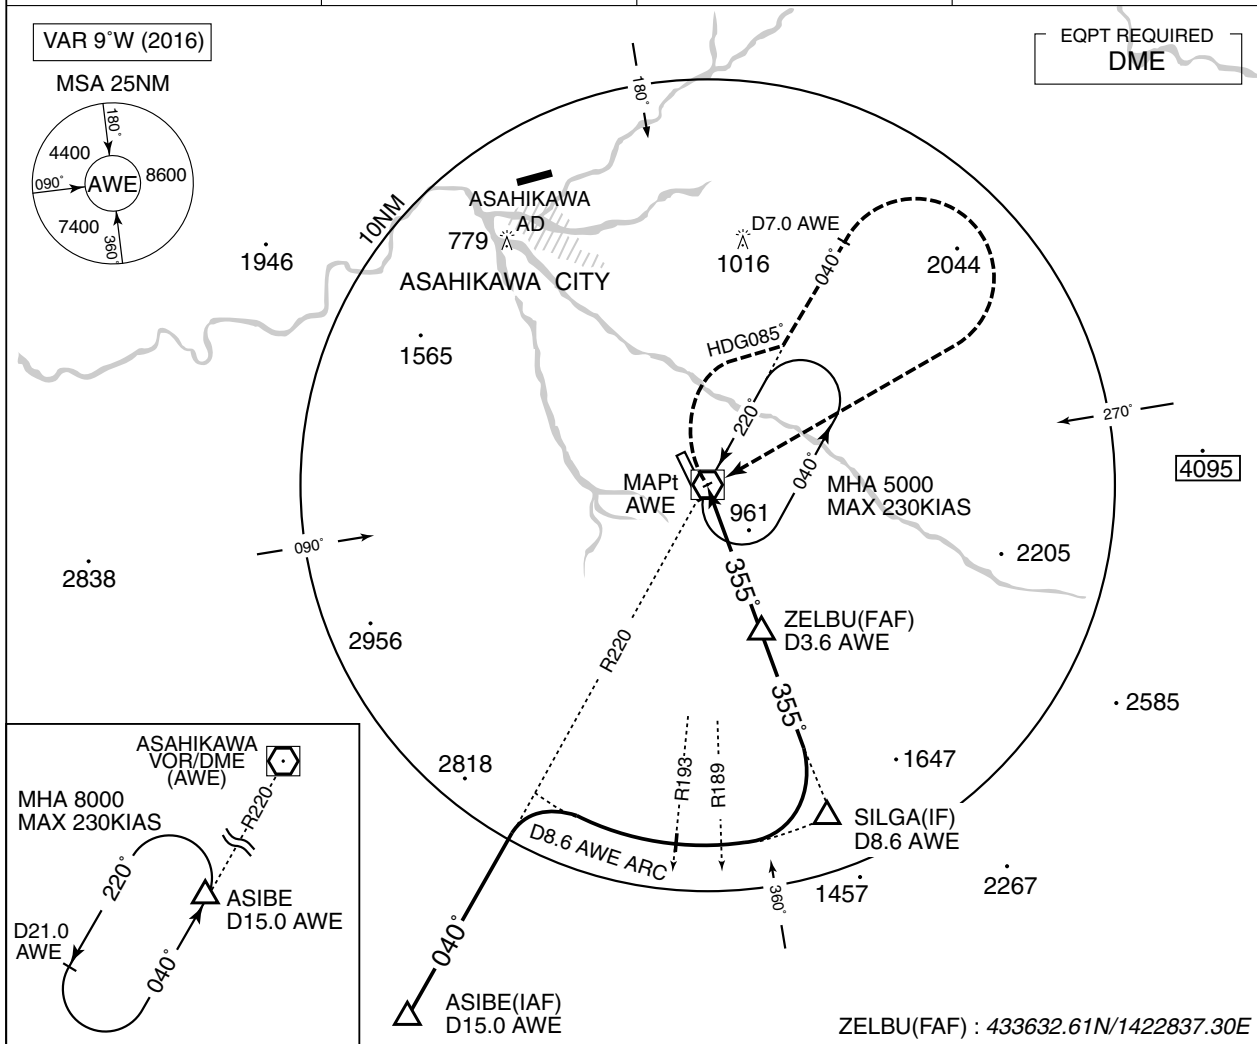 VAR 9°W (2016)
EQPT REQUIRED
DME
MSA 25NM
180°
4400
8600
090°
AWE
7400
360°
180°
ASAHIKAWA
AD
779
10NM
1946
ASAHIKAWA CITY
D7.0 AWE
1016
040°
2044
1565
HDG085°
220°
270°
040°
MAPt
AWE
MHA 5000
MAX 230KIAS
4095
961
090°
2205
2838
355°
ZELBU(FAF)
D3.6 AWE
2956
R220
355°
2585
ASAHIKAWA
VOR/DME
(AWE)
2818
R193
R189
1647
MHA 8000
MAX 230KIAS
R220
SILGA(IF)
D8.6 AWE
D8.6 AWE ARC
220°
1457
2267
360°
ASIBE
D15.0 AWE
D21.0
AWE
040°
040°
ASIBE(IAF)
D15.0 AWE
ZELBU(FAF) : 433632.61N/1422837.30E